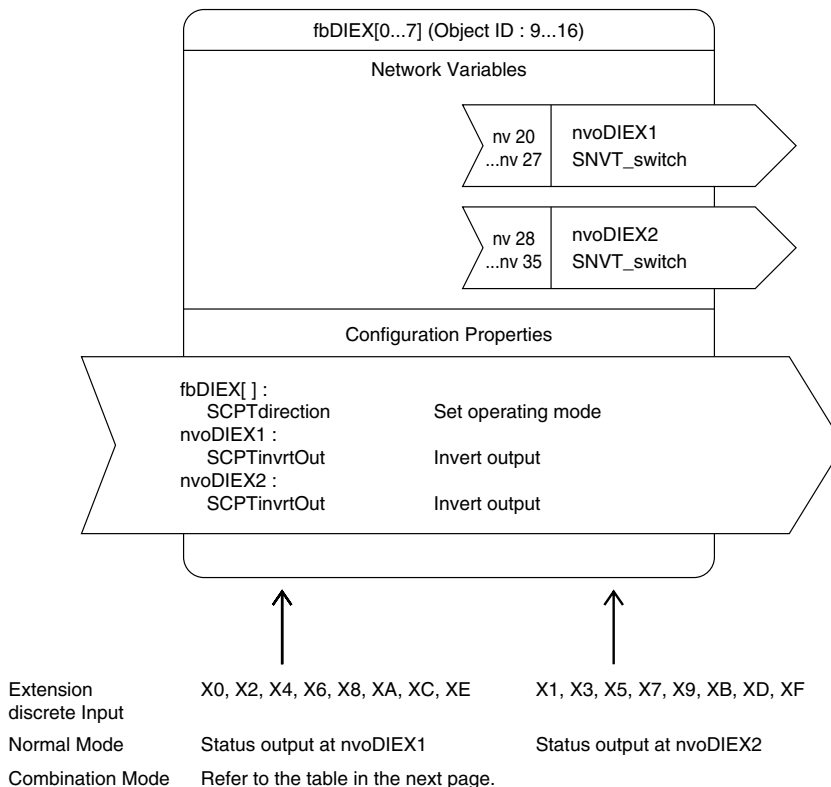 fbDIEX[0...7] (Object ID : 9...16)
Network Variables
nv 20
...nv 27
nvoDIEX1
SNVT_switch
nv 28
...nv 35
nvoDIEX2
SNVT_switch
Configuration Properties
fbDIEX[ ] :
SCPTdirection Set operating mode
nvoDIEX1 :
SCPTinvrtOut Invert output
nvoDIEX2 :
SCPTinvrtOut Invert output
Extension
discrete Input
X0, X2, X4, X6, X8, XA, XC, XE
X1, X3, X5, X7, X9, XB, XD, XF
Normal Mode Status output at nvoDIEX1 Status output at nvoDIEX2
Combination Mode Refer to the table in the next page.